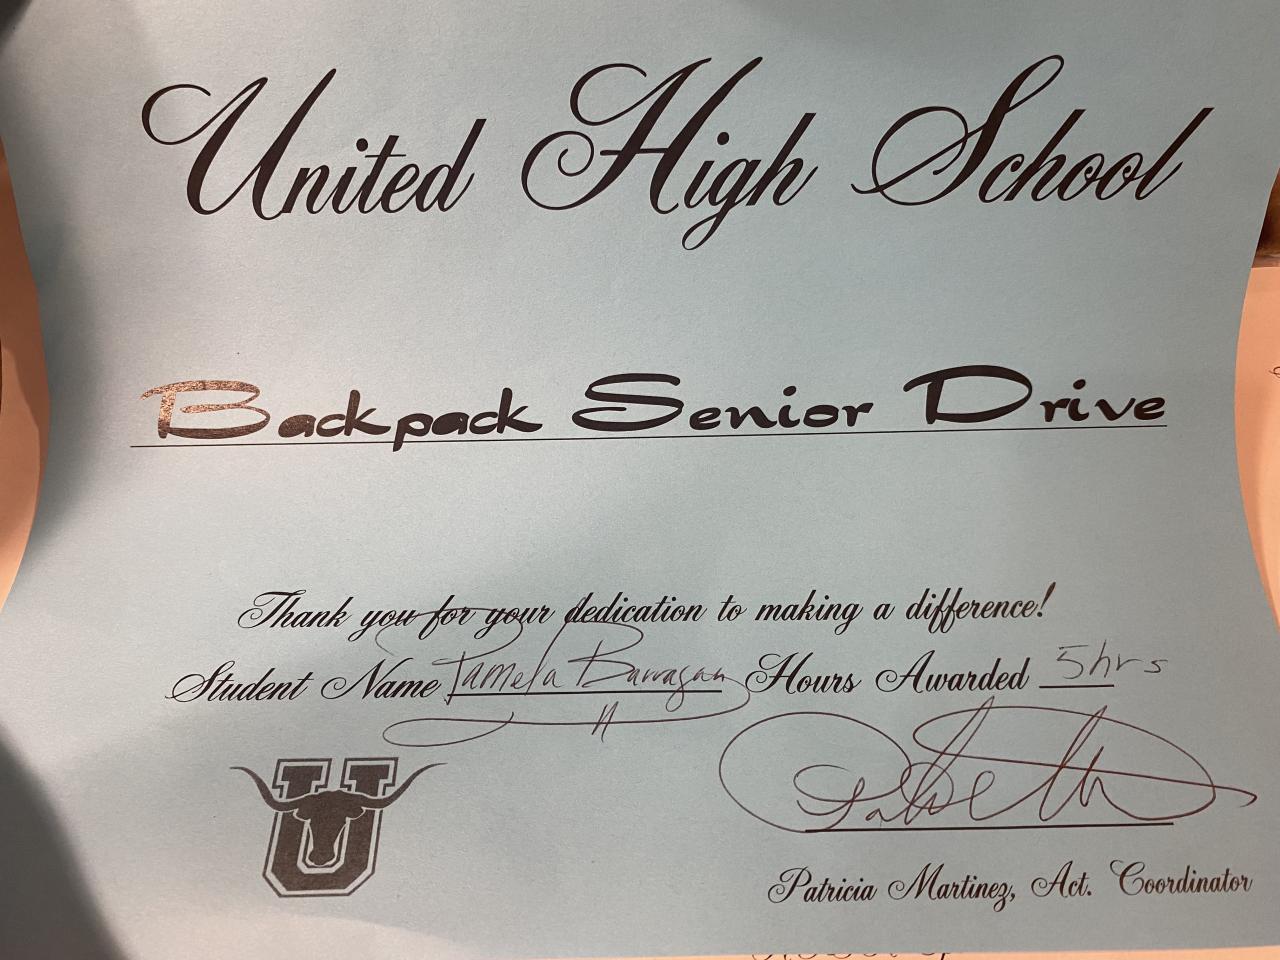 United High School
Backpack Senior Drive
Thank you for your dedication to making a difference!
Student Name Pamela Barragan Hours Awarded 5hrs
U
Patricia Martinez, Act. Coordinator